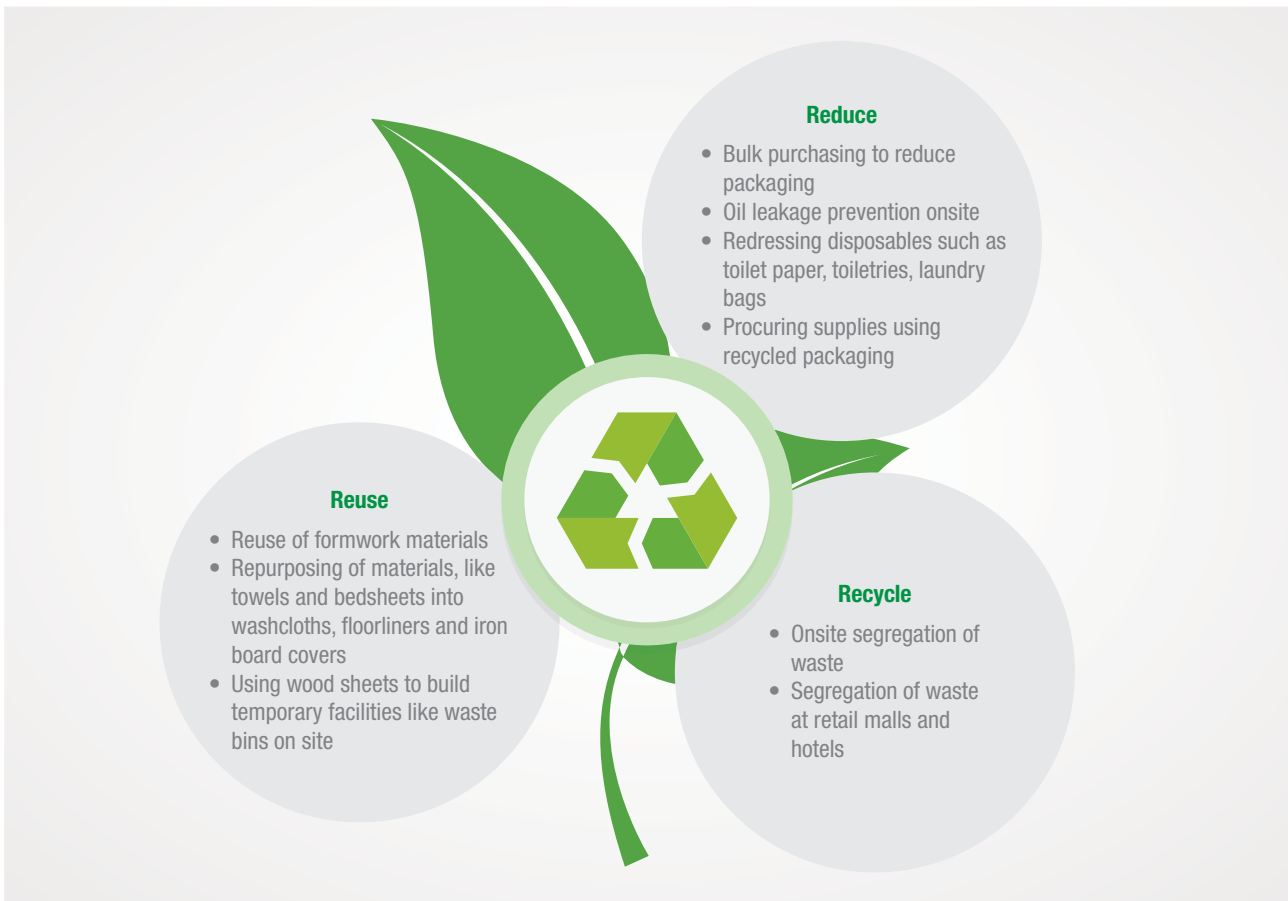 Reduce
• Bulk purchasing to reduce
packaging
• Oil leakage prevention onsite
• Redressing disposables such as
toilet paper, toiletries, laundry
bags
• Procuring supplies using
recycled packaging
Reuse
• Reuse of formwork materials
• Repurposing of materials, like
towels and bedsheets into
washcloths, floorliners and iron
board covers
• Using wood sheets to build
temporary facilities like waste
bins on site
Recycle
• Onsite segregation of
waste
• Segregation of waste
at retail malls and
hotels